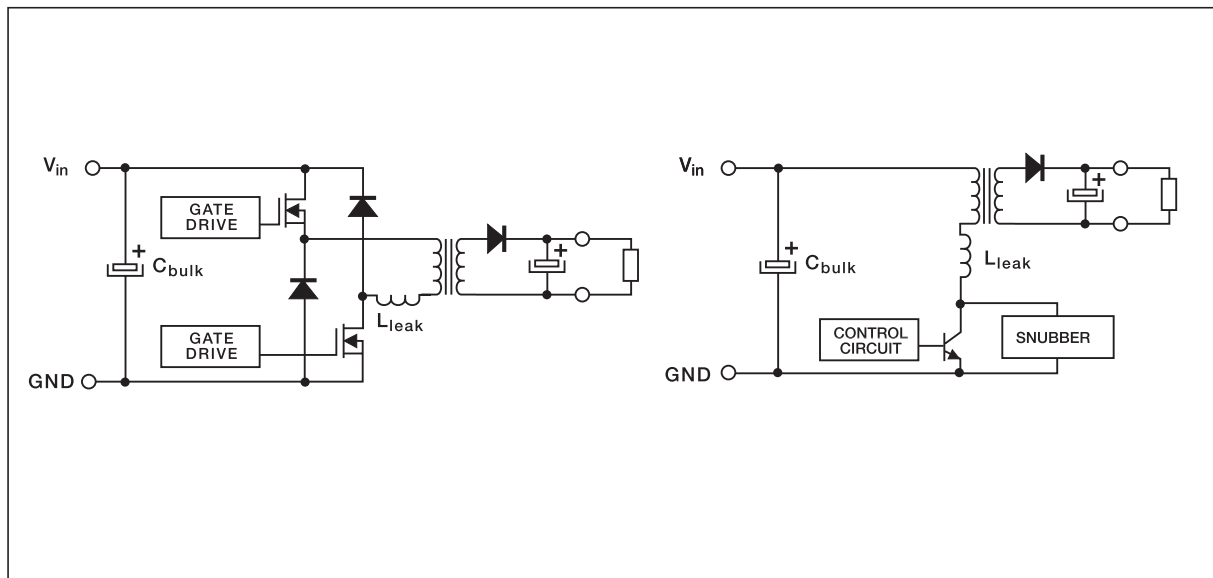 Vin
GATE
DRIVE
+
Cbulk
+
GATE
DRIVE
Lleak
GND
Vin
+
Cbulk
+
Lleak
CONTROL
CIRCUIT
SNUBBER
GND